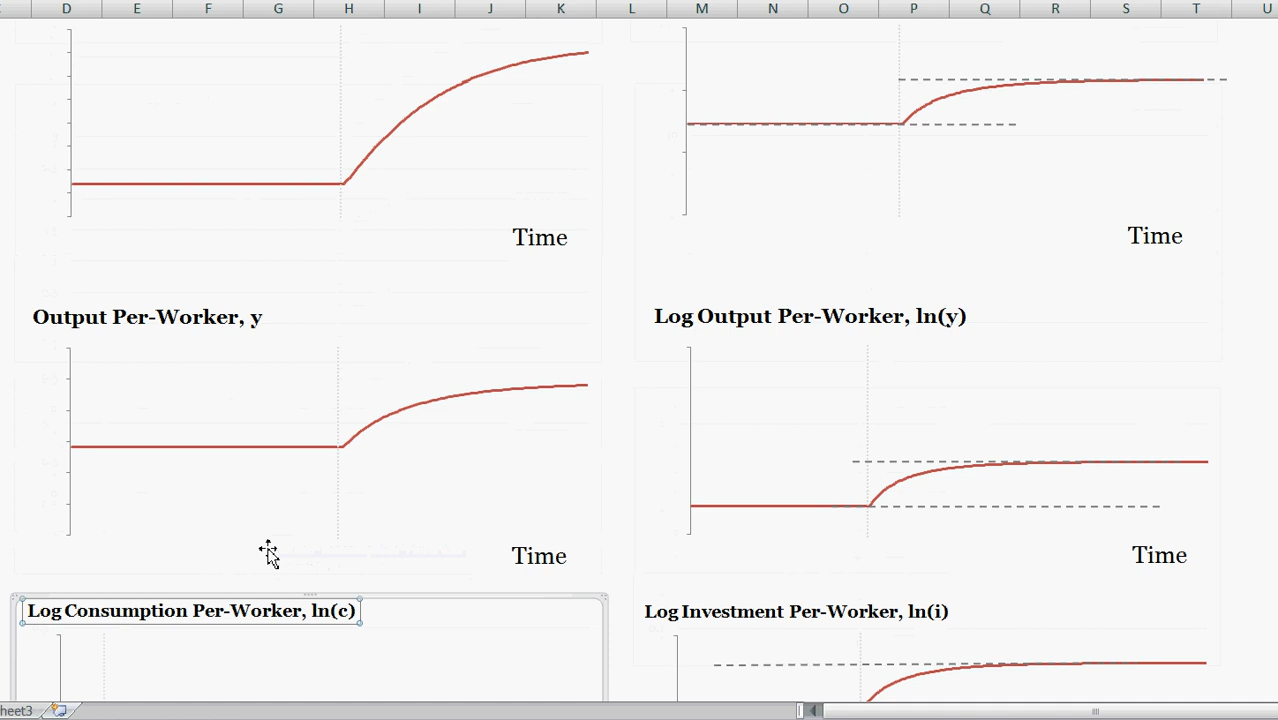 D E F G H I J K L M N O P Q R S T U
Time
Time
Output Per-Worker, y
Log Output Per-Worker, ln(y)
Time
Time
Log Consumption Per-Worker, ln(c)
Log Investment Per-Worker, ln(i)
heet3